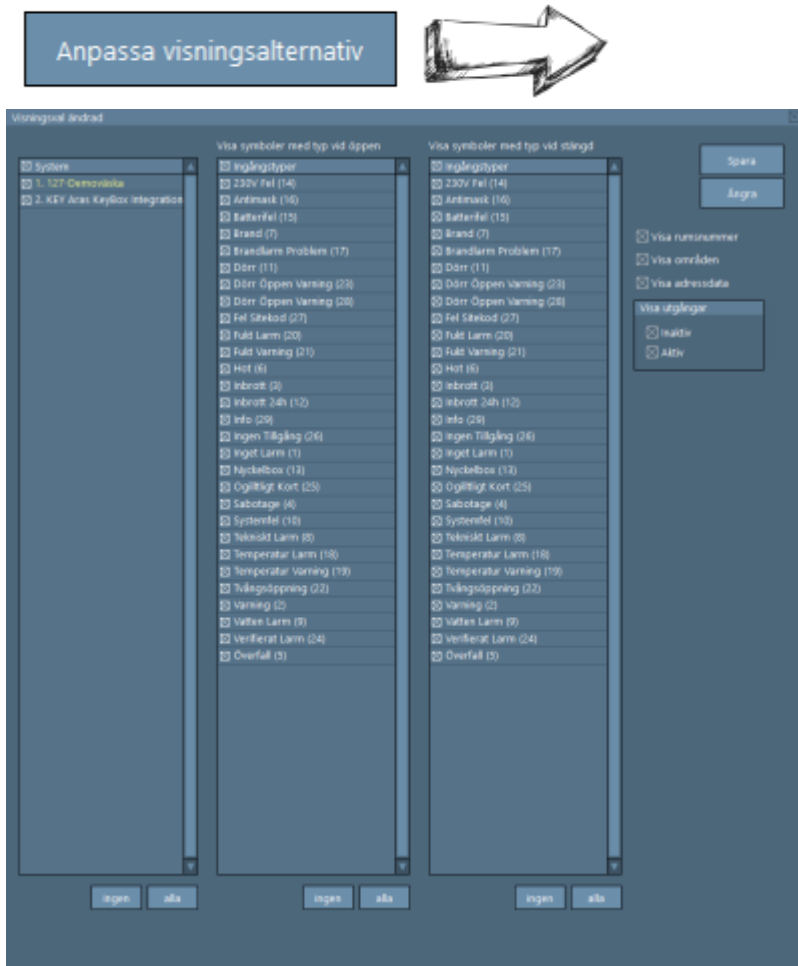 Anpassa visningsalternativ
Visningsval ändrad
System
1. 127-Demoväska
2. KEY Acas KeyBox Integration
ingen
alla
Visa symboler med typ vid öppen
Ingångstyper
230V Fel (14)
Antimask (16)
Batterifel (15)
Brand (7)
Brandlarm Problem (17)
Dörr (11)
Dörr Öppen Varning (23)
Dörr Öppen Varning (28)
Fel Sitekod (27)
Fukt Larm (20)
Fukt Varning (21)
Hot (6)
Inbrott (3)
Inbrott 24h (12)
Info (29)
Ingen Tillgång (26)
Inget Larm (1)
Nyckelbox (13)
Ogilltligt Kort (25)
Sabotage (4)
Systemfel (10)
Tekniskt Larm (8)
Temperatur Larm (18)
Temperatur Varning (19)
Tvångsöppning (22)
Varning (2)
Vatten Larm (9)
Verifierat Larm (24)
Överfall (5)
ingen
alla
Visa symboler med typ vid stängd
Ingångstyper
230V Fel (14)
Antimask (16)
Batterifel (15)
Brand (7)
Brandlarm Problem (17)
Dörr (11)
Dörr Öppen Varning (23)
Dörr Öppen Varning (28)
Fel Sitekod (27)
Fukt Larm (20)
Fukt Varning (21)
Hot (6)
Inbrott (3)
Inbrott 24h (12)
Info (29)
Ingen Tillgång (26)
Inget Larm (1)
Nyckelbox (13)
Ogilltligt Kort (25)
Sabotage (4)
Systemfel (10)
Tekniskt Larm (8)
Temperatur Larm (18)
Temperatur Varning (19)
Tvångsöppning (22)
Varning (2)
Vatten Larm (9)
Verifierat Larm (24)
Överfall (5)
ingen
alla
Spara
Ångra
Visa rumsnummer
Visa områden
Visa adressdata
Visa utgångar
Inaktiv
Aktiv